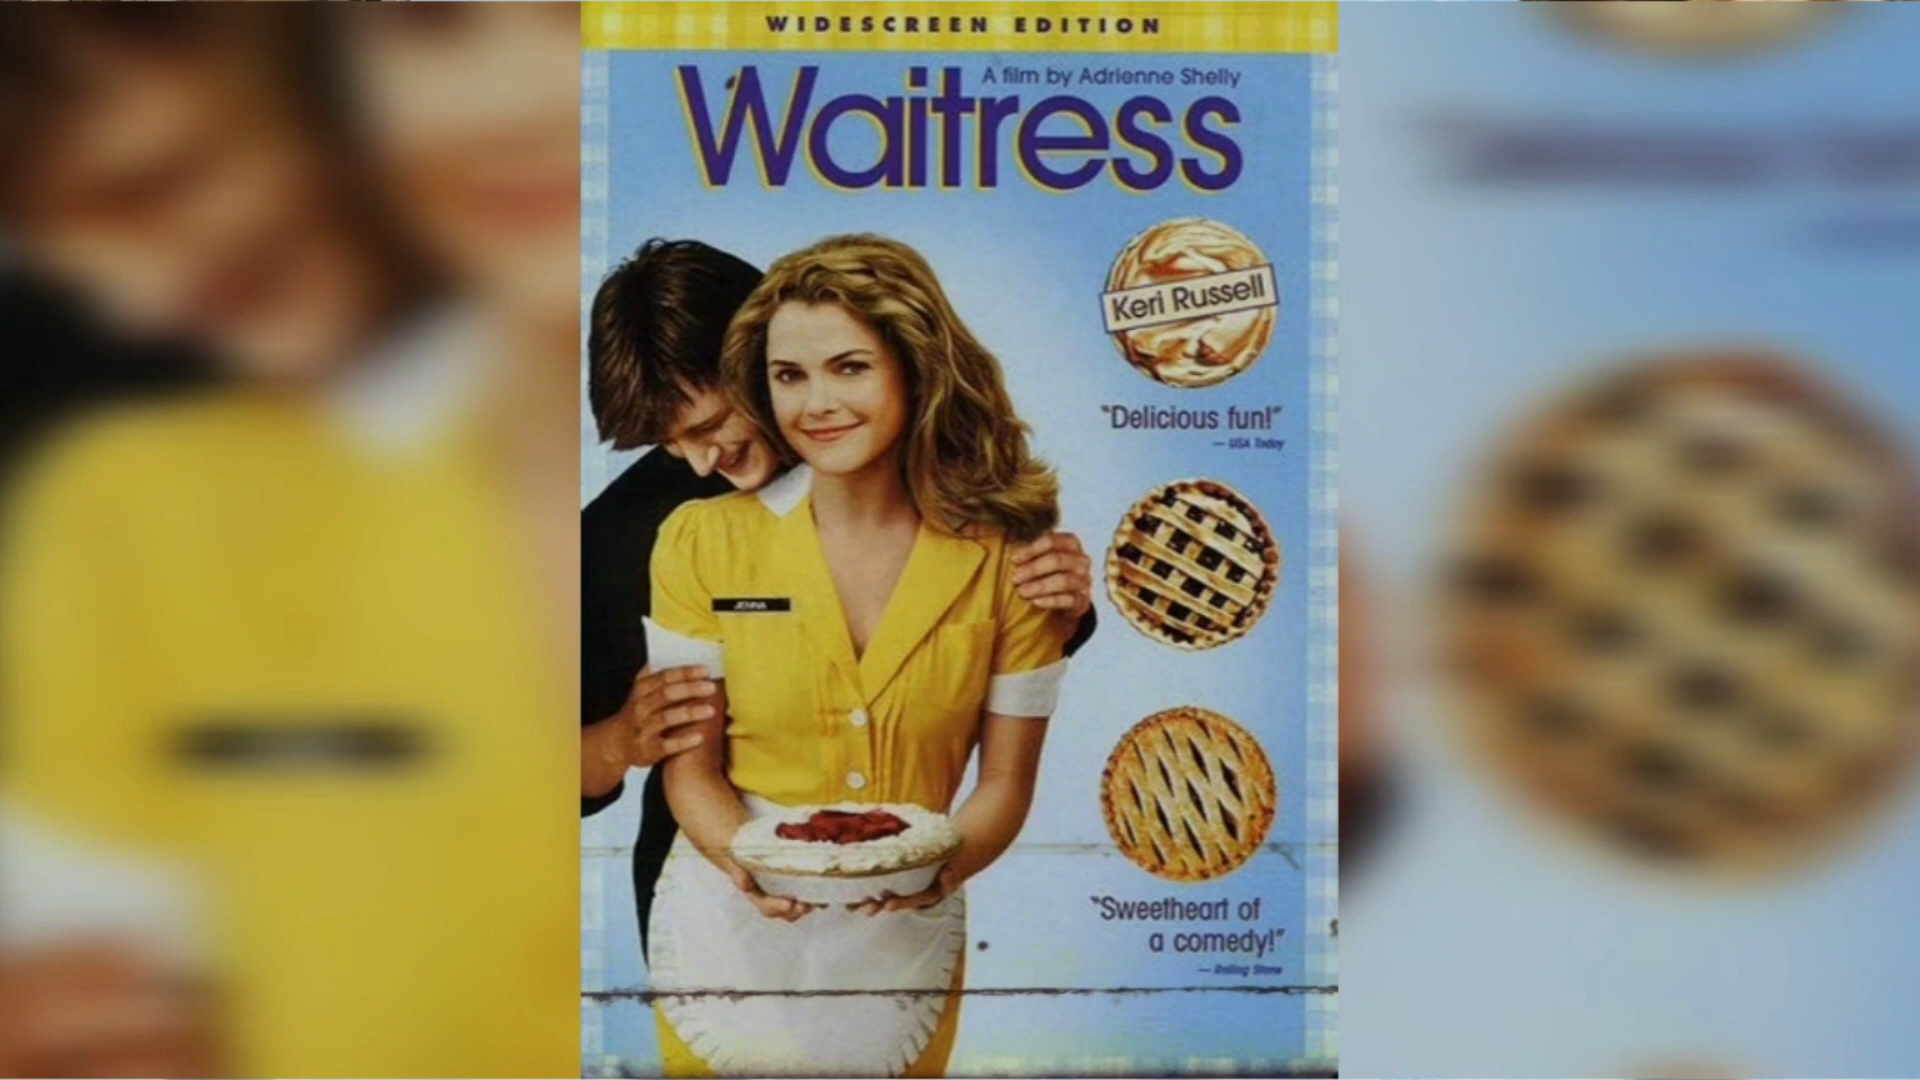 WIDESCREEN EDITION
A film by Adrienne Shelly
Waitress
Keri Russell
"Delicious fun!"
— USA Today
JENNA
"Sweetheart of
a comedy!"
— Rolling Stone